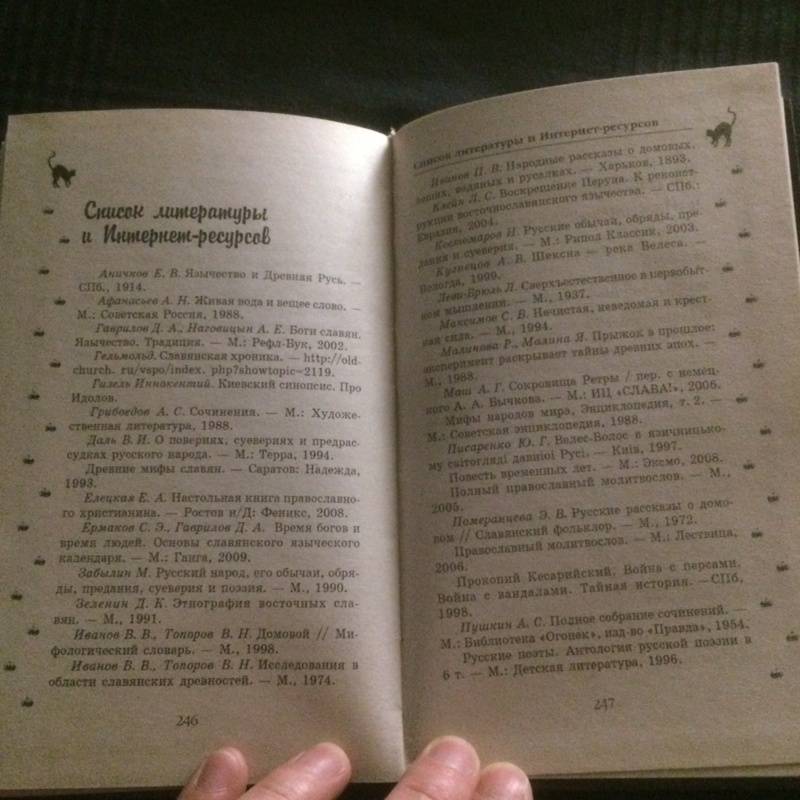 Список литературы
и Интернет-ресурсов
Аничков Е. В. Язычество и Древняя Русь. —
СПб., 1914.
Афанасьев А. Н. Живая вода и вещее слово. —
М.: Советская Россия, 1988.
Гаврилов Д. А., Наговицын А. Е. Боги славян.
Язычество. Традиция. — М.: Рефл-Бук, 2002.
Гельмольд. Славянская хроника. — http://old-
church. ru/vspo/index. php?showtopic=2119.
Гизель Иннокентий. Киевский синопсис. Про
Идолов.
Грибоедов А. С. Сочинения. — М.: Художе-
ственная литература, 1988.
Даль В. И. О повериях, суевериях и предрас-
судках русского народа. — М.: Терра, 1994.
Древние мифы славян. — Саратов: Надежда,
1993.
Елецкая Е. А. Настольная книга православно-
го христианина. — Ростов н/Д: Феникс, 2008.
Ермаков С. Э., Гаврилов Д. А. Время богов и
время людей. Основы славянского языческого
календаря. — М.: Ганга, 2009.
Забылин М. Русский народ, его обычаи, обря-
ды, предания, суеверия и поэзия. — М., 1990.
Зеленин Д. К. Этнография восточных сла-
вян. — М., 1991.
Иванов В. В., Топоров В. Н. Домовой // Ми-
фологический словарь. — М., 1998.
Иванов В. В., Топоров В. Н. Исследования в
области славянских древностей. — М., 1974.
246
Список литературы и Интернет-ресурсов
Иванов П. В. Народные рассказы о домовых,
леших, водяных и русалках. — Харьков, 1893.
Клейн Л. С. Воскрешение Перуна. К реконст-
рукции восточнославянского язычества. — СПб.:
Евразия, 2004.
Костомаров Н. Русские обычаи, обряды, пре-
дания и суеверия. — М.: Рипол Классик, 2003.
Кузнецов А. В. Шексна — река Велеса. —
Вологда, 1999.
Леви-Брюль Л. Сверхъестественное в первобыт-
ном мышлении. — М., 1937.
Максимов С. В. Нечистая, неведомая и крест-
ная сила. — М., 1994.
Малинова Р., Малина Я. Прыжок в прошлое:
эксперимент раскрывает тайны древних эпох. —
М., 1988.
Маш А. Г. Сокровища Ретры / пер. с немец-
кого А. А. Бычкова. — М.: ИЦ «СЛАВА!», 2006.
Мифы народов мира, Энциклопедия, т. 2. —
М.: Советская энциклопедия, 1988.
Писаренко Ю. Г. Велес-Волос в язичницько-
му світогляді давньої Русі. — Київ, 1997.
Повесть временных лет. — М.: Эксмо, 2008.
Полный православный молитвослов. — М.,
2005.
Померанцева Э. В. Русские рассказы о домо-
вом // Славянский фольклор. — М., 1972.
Православный молитвослов. — М.: Лествица,
2006.
Прокопий Кесарийский. Война с персами.
Война с вандалами. Тайная история. —СПб,
1998.
Пушкин А. С. Полное собрание сочинений. —
М.: Библиотека «Огонек», изд-во «Правда», 1954.
Русские поэты. Антология русской поэзии в
6 т. — М.: Детская литература, 1996.
247